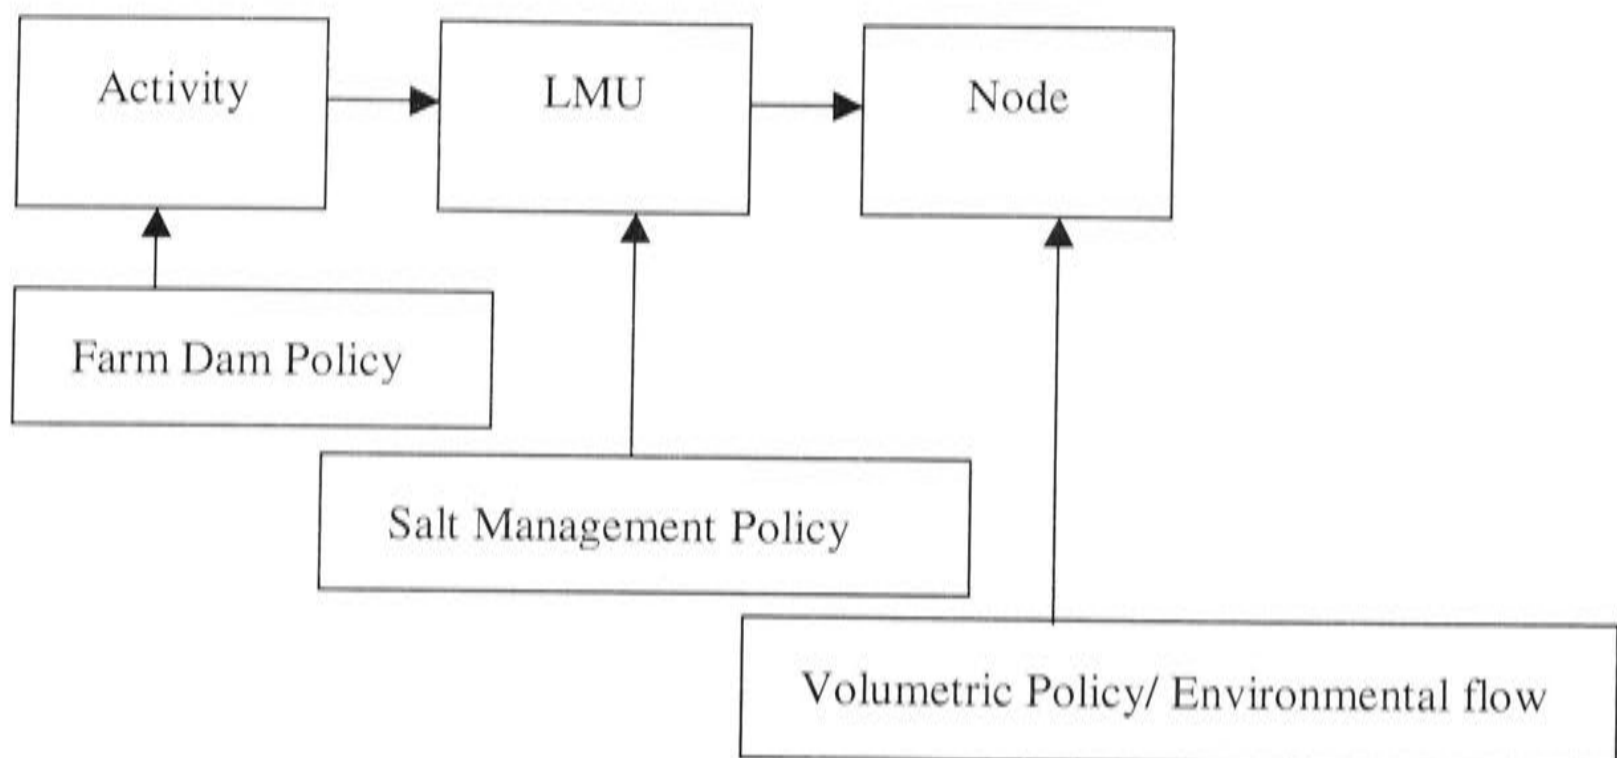 Activity
LMU
Node
Farm Dam Policy
Salt Management Policy
Volumetric Policy/ Environmental flow